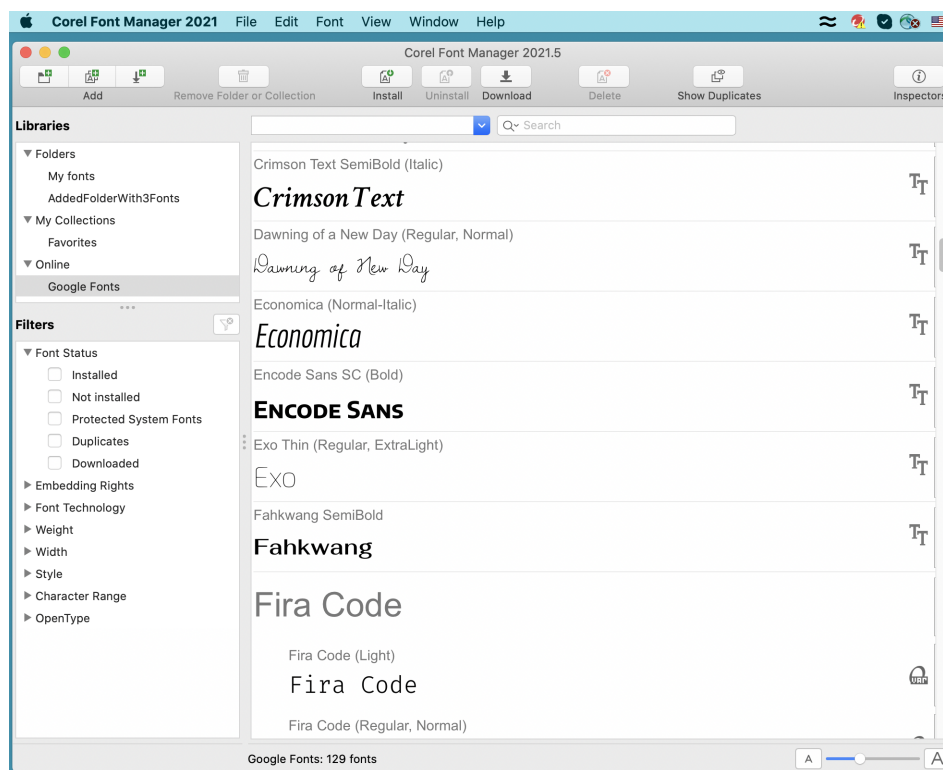 Corel Font Manager 2021 File Edit Font View Window Help
Corel Font Manager 2021.5
Add Remove Folder or Collection Install Uninstall Download Delete Show Duplicates Inspectors
Libraries
Search
Folders
My fonts
AddedFolderWith3Fonts
My Collections
Favorites
Online
Google Fonts
Filters
Font Status
Installed
Not installed
Protected System Fonts
Duplicates
Downloaded
Embedding Rights
Font Technology
Weight
Width
Style
Character Range
OpenType
Crimson Text SemiBold (Italic)
Crimson Text
Dawning of a New Day (Regular, Normal)
Dawning of New Day
Economica (Normal-Italic)
Economica
Encode Sans SC (Bold)
Encode Sans
Exo Thin (Regular, ExtraLight)
Exo
Fahkwang SemiBold
Fahkwang
Fira Code
Fira Code (Light)
Fira Code
Fira Code (Regular, Normal)
Google Fonts: 129 fonts
A A